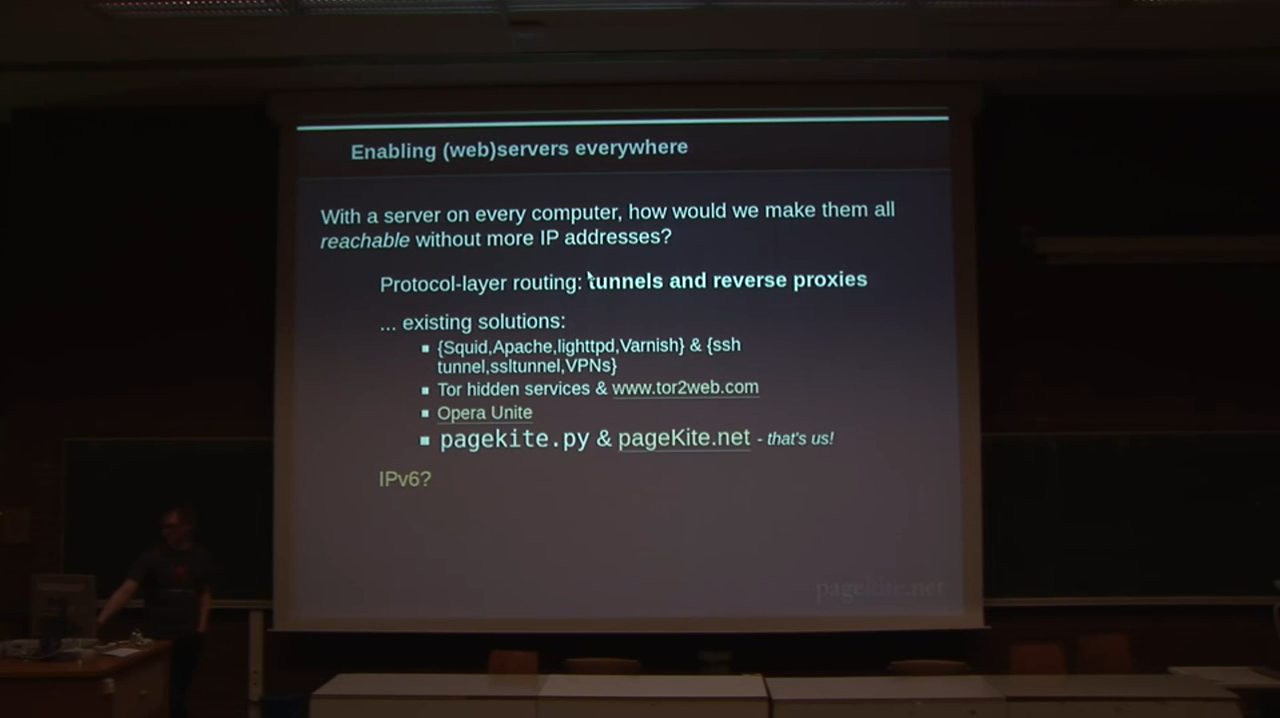 Enabling (web)servers everywhere
With a server on every computer, how would we make them all
reachable without more IP addresses?
Protocol-layer routing: tunnels and reverse proxies
... existing solutions:
▪ {Squid,Apache,lighttpd,Varnish} & {ssh
tunnel,ssltunnel,VPNs}
▪ Tor hidden services & www.tor2web.com
▪ Opera Unite
▪ pagekite.py & pageKite.net - that's us!
IPv6?
pagekite.net